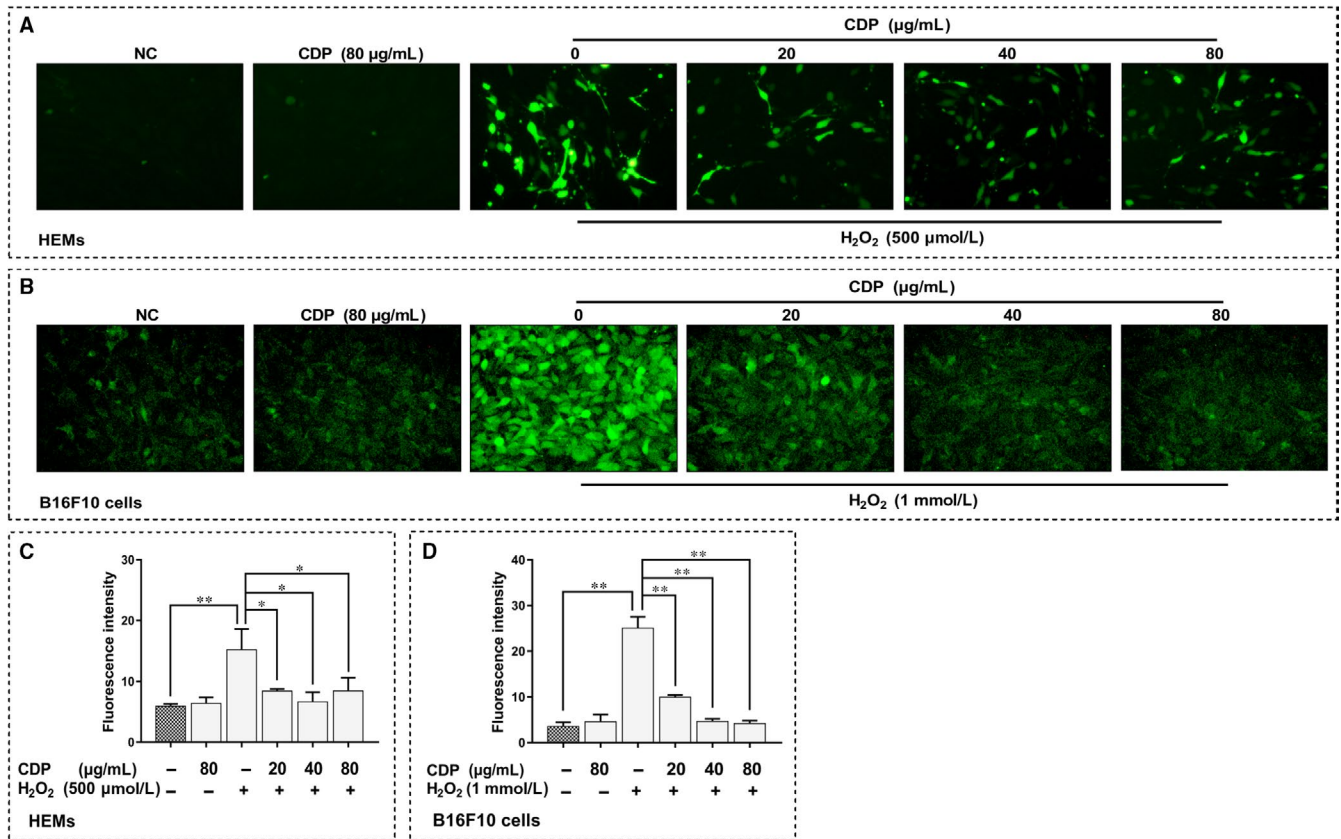 A
CDP (µg/mL)
NC CDP (80 µg/mL) 0 20 40 80
HEMs
H₂O₂ (500 µmol/L)
B
CDP (µg/mL)
NC CDP (80 µg/mL) 0 20 40 80
B16F10 cells
H₂O₂ (1 mmol/L)
C
Fluorescence intensity
30
20
10
0
** * * *
CDP (µg/mL) – 80 – 20 40 80
H₂O₂ (500 µmol/L) – – + + + +
HEMs
D
Fluorescence intensity
40
30
20
10
0
** ** ** **
CDP (µg/mL) – 80 – 20 40 80
H₂O₂ (1 mmol/L) – – + + + +
B16F10 cells